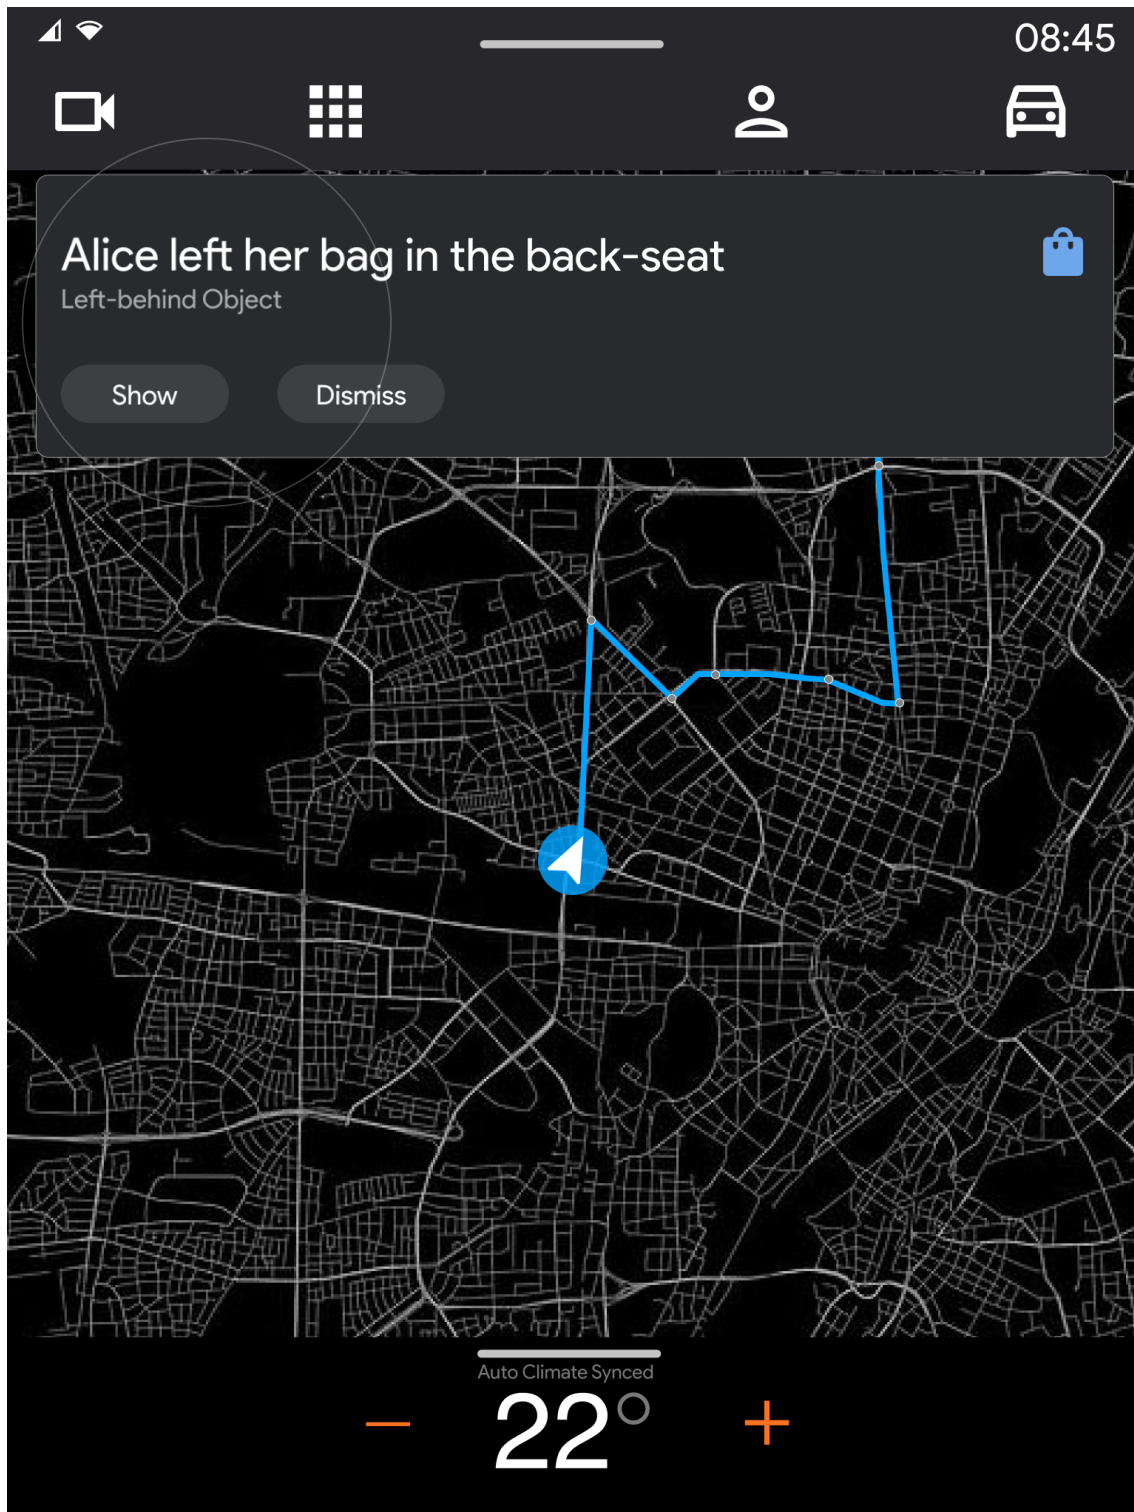 08:45
Alice left her bag in the back-seat
Left-behind Object
Show
Dismiss
Auto Climate Synced
22°